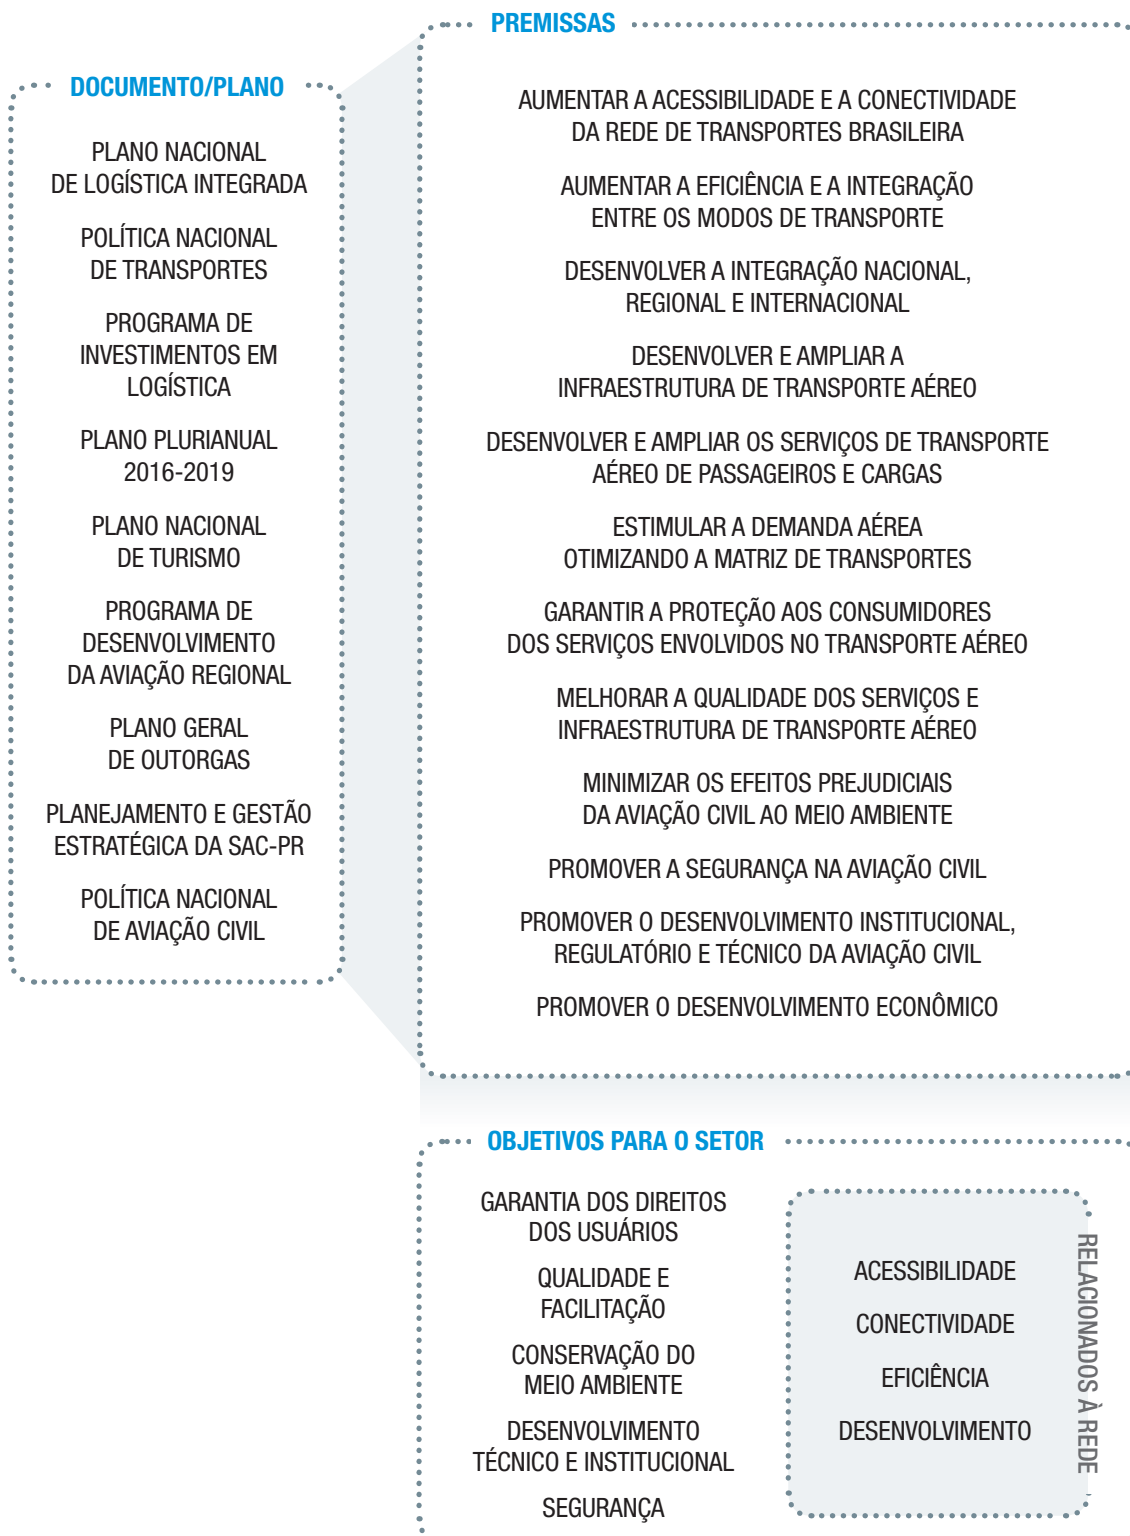 DOCUMENTO/PLANO
PLANO NACIONAL
DE LOGÍSTICA INTEGRADA
POLÍTICA NACIONAL
DE TRANSPORTES
PROGRAMA DE
INVESTIMENTOS EM
LOGÍSTICA
PLANO PLURIANUAL
2016-2019
PLANO NACIONAL
DE TURISMO
PROGRAMA DE
DESENVOLVIMENTO
DA AVIAÇÃO REGIONAL
PLANO GERAL
DE OUTORGAS
PLANEJAMENTO E GESTÃO
ESTRATÉGICA DA SAC-PR
POLÍTICA NACIONAL
DE AVIAÇÃO CIVIL
PREMISSAS
AUMENTAR A ACESSIBILIDADE E A CONECTIVIDADE
DA REDE DE TRANSPORTES BRASILEIRA
AUMENTAR A EFICIÊNCIA E A INTEGRAÇÃO
ENTRE OS MODOS DE TRANSPORTE
DESENVOLVER A INTEGRAÇÃO NACIONAL,
REGIONAL E INTERNACIONAL
DESENVOLVER E AMPLIAR A
INFRAESTRUTURA DE TRANSPORTE AÉREO
DESENVOLVER E AMPLIAR OS SERVIÇOS DE TRANSPORTE
AÉREO DE PASSAGEIROS E CARGAS
ESTIMULAR A DEMANDA AÉREA
OTIMIZANDO A MATRIZ DE TRANSPORTES
GARANTIR A PROTEÇÃO AOS CONSUMIDORES
DOS SERVIÇOS ENVOLVIDOS NO TRANSPORTE AÉREO
MELHORAR A QUALIDADE DOS SERVIÇOS E
INFRAESTRUTURA DE TRANSPORTE AÉREO
MINIMIZAR OS EFEITOS PREJUDICIAIS
DA AVIAÇÃO CIVIL AO MEIO AMBIENTE
PROMOVER A SEGURANÇA NA AVIAÇÃO CIVIL
PROMOVER O DESENVOLVIMENTO INSTITUCIONAL,
REGULATÓRIO E TÉCNICO DA AVIAÇÃO CIVIL
PROMOVER O DESENVOLVIMENTO ECONÔMICO
OBJETIVOS PARA O SETOR
GARANTIA DOS DIREITOS
DOS USUÁRIOS
QUALIDADE E
FACILITAÇÃO
CONSERVAÇÃO DO
MEIO AMBIENTE
DESENVOLVIMENTO
TÉCNICO E INSTITUCIONAL
SEGURANÇA
ACESSIBILIDADE
CONECTIVIDADE
EFICIÊNCIA
DESENVOLVIMENTO
RELACIONADOS À REDE